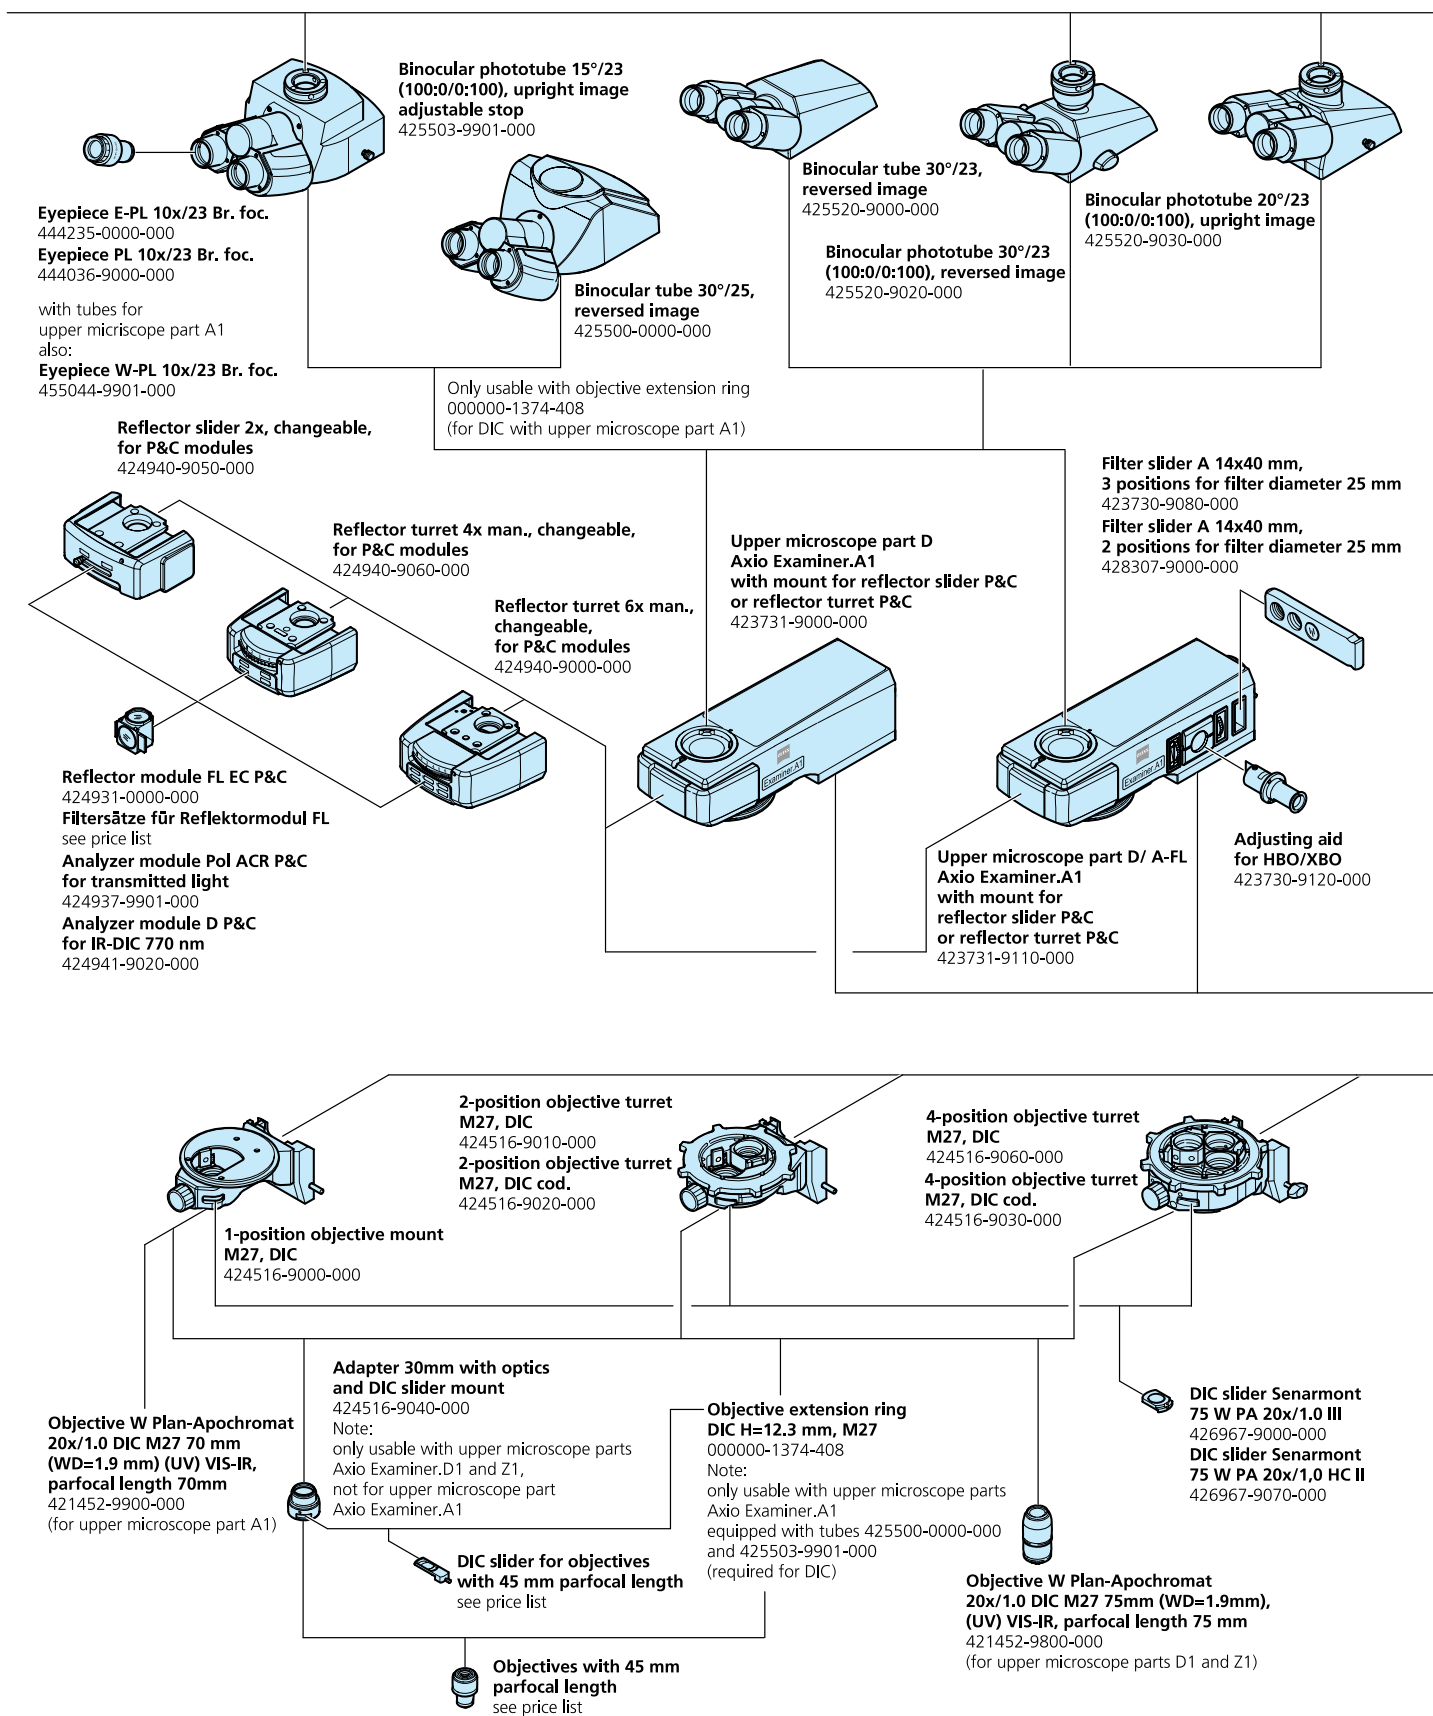 Binocular phototube 15°/23
(100:0/0:100), upright image
adjustable stop
425503-9901-000
Eyepiece E-PL 10x/23 Br. foc.
444235-0000-000
Eyepiece PL 10x/23 Br. foc.
444036-9000-000
with tubes for
upper micriscope part A1
also:
Eyepiece W-PL 10x/23 Br. foc.
455044-9901-000
Binocular tube 30°/25,
reversed image
425500-0000-000
Binocular tube 30°/23,
reversed image
425520-9000-000
Binocular phototube 30°/23
(100:0/0:100), reversed image
425520-9020-000
Binocular phototube 20°/23
(100:0/0:100), upright image
425520-9030-000
Only usable with objective extension ring
000000-1374-408
(for DIC with upper microscope part A1)
Reflector slider 2x, changeable,
for P&C modules
424940-9050-000
Reflector turret 4x man., changeable,
for P&C modules
424940-9060-000
Reflector turret 6x man.,
changeable,
for P&C modules
424940-9000-000
Upper microscope part D
Axio Examiner.A1
with mount for reflector slider P&C
or reflector turret P&C
423731-9000-000
Filter slider A 14x40 mm,
3 positions for filter diameter 25 mm
423730-9080-000
Filter slider A 14x40 mm,
2 positions for filter diameter 25 mm
428307-9000-000
Examiner.A1
Examiner.A1
Reflector module FL EC P&C
424931-0000-000
Filtersätze für Reflektormodul FL
see price list
Analyzer module Pol ACR P&C
for transmitted light
424937-9901-000
Analyzer module D P&C
for IR-DIC 770 nm
424941-9020-000
Upper microscope part D/ A-FL
Axio Examiner.A1
with mount for
reflector slider P&C
or reflector turret P&C
423731-9110-000
Adjusting aid
for HBO/XBO
423730-9120-000
2-position objective turret
M27, DIC
424516-9010-000
2-position objective turret
M27, DIC cod.
424516-9020-000
4-position objective turret
M27, DIC
424516-9060-000
4-position objective turret
M27, DIC cod.
424516-9030-000
1-position objective mount
M27, DIC
424516-9000-000
Adapter 30mm with optics
and DIC slider mount
424516-9040-000
Note:
only usable with upper microscope parts
Axio Examiner.D1 and Z1,
not for upper microscope part
Axio Examiner.A1
Objective W Plan-Apochromat
20x/1.0 DIC M27 70 mm
(WD=1.9 mm) (UV) VIS-IR,
parfocal length 70mm
421452-9900-000
(for upper microscope part A1)
Objective extension ring
DIC H=12.3 mm, M27
000000-1374-408
Note:
only usable with upper microscope parts
Axio Examiner.A1
equipped with tubes 425500-0000-000
and 425503-9901-000
(required for DIC)
DIC slider Senarmont
75 W PA 20x/1.0 III
426967-9000-000
DIC slider Senarmont
75 W PA 20x/1,0 HC II
426967-9070-000
DIC slider for objectives
with 45 mm parfocal length
see price list
Objective W Plan-Apochromat
20x/1.0 DIC M27 75mm (WD=1.9mm),
(UV) VIS-IR, parfocal length 75 mm
421452-9800-000
(for upper microscope parts D1 and Z1)
Objectives with 45 mm
parfocal length
see price list